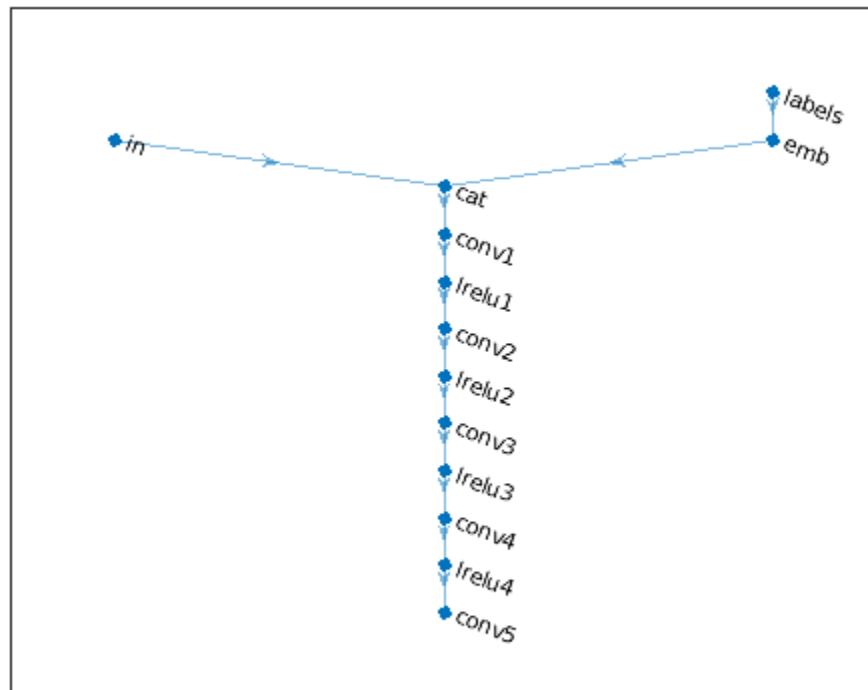 labels
in
emb
cat
conv1
lrelu1
conv2
lrelu2
conv3
lrelu3
conv4
lrelu4
conv5